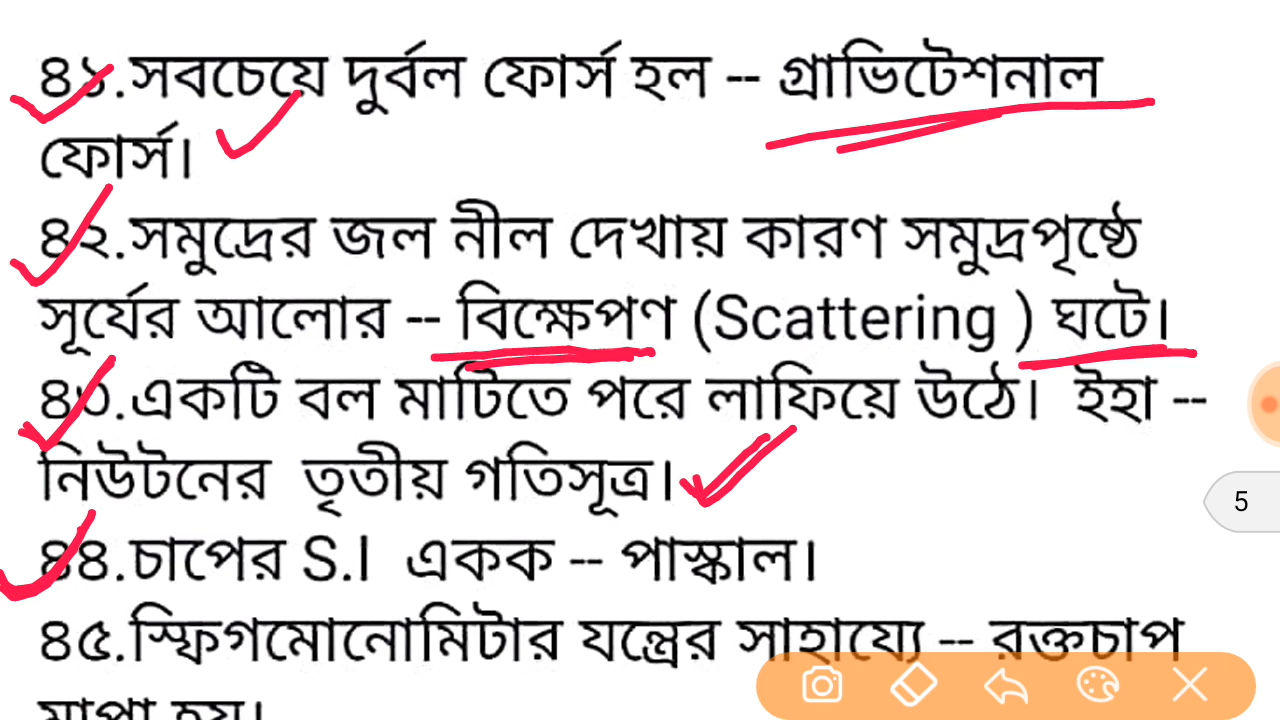 ৪১.সবচেয়ে দুর্বল ফোর্স হল -- গ্রাভিটেশনাল
ফোর্স।
৪২.সমুদ্রের জল নীল দেখায় কারণ সমুদ্রপৃষ্ঠে
সূর্যের আলোর -- বিক্ষেপণ (Scattering ) ঘটে।
৪৩.একটি বল মাটিতে পরে লাফিয়ে উঠে। ইহা --
নিউটনের তৃতীয় গতিসূত্র।
৪৪.চাপের S.I একক -- পাস্কাল।
৪৫.স্ফিগমোনোমিটার যন্ত্রের সাহায্যে -- রক্তচাপ
মাপা হয়।
5